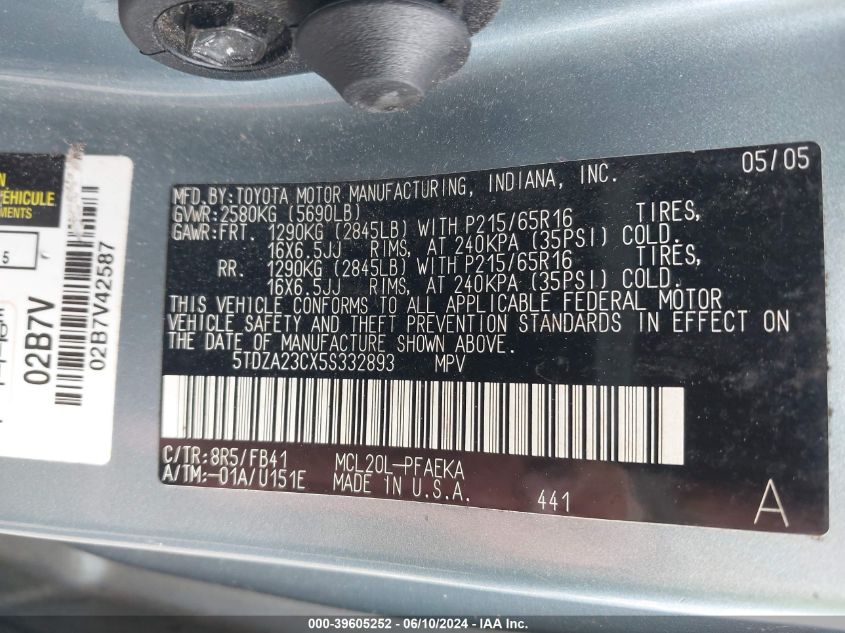 05/05
MFD.BY:TOYOTA MOTOR MANUFACTURING, INDIANA, INC.
GVWR:2580KG (5690LB)
GAWR:FRT. 1290KG (2845LB) WITH P215/65R16 TIRES,
16X6.5JJ RIMS, AT 240KPA (35PSI) COLD.
RR. 1290KG (2845LB) WITH P215/65R16 TIRES,
16X6.5JJ RIMS, AT 240KPA (35PSI) COLD.
THIS VEHICLE CONFORMS TO ALL APPLICABLE FEDERAL MOTOR
VEHICLE SAFETY AND THEFT PREVENTION STANDARDS IN EFFECT ON
THE DATE OF MANUFACTURE SHOWN ABOVE.
5TDZA23CX5S332893 MPV
C/TR:8R5/FB41 MCL20L-PFAEKA
A/TM:-01A/U151E MADE IN U.S.A.
441
A
VEHICULE
02B7V
02B7V42587
000-39605252 - 06/10/2024 - IAAI.com